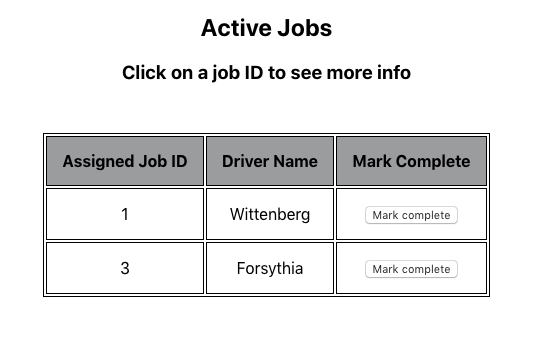 Active Jobs
Click on a job ID to see more info
Assigned Job ID Driver Name Mark Complete
1 Wittenberg Mark complete
3 Forsythia Mark complete